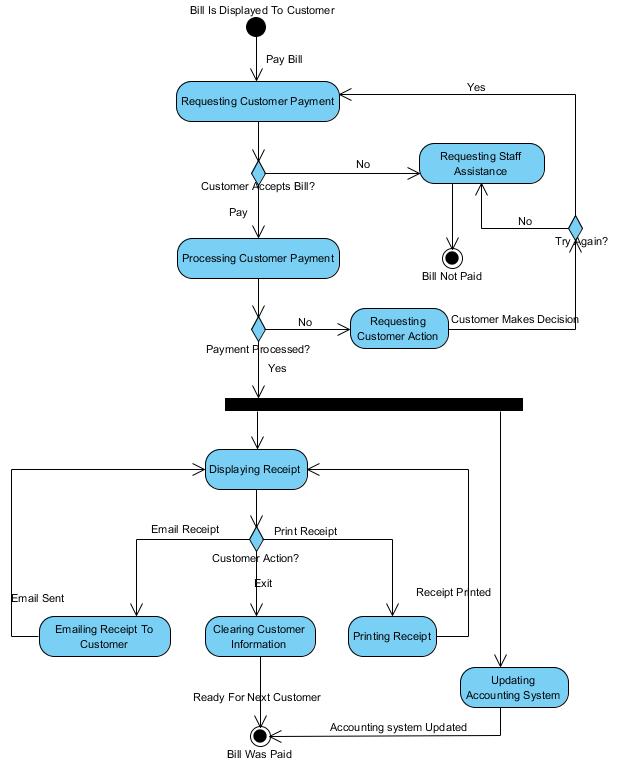 Bill Is Displayed To Customer
Pay Bill
Yes
Requesting Customer Payment
No
Requesting Staff
Assistance
Customer Accepts Bill?
Pay
No
Try Again?
Processing Customer Payment
Bill Not Paid
No
Requesting
Customer Action
Customer Makes Decision
Payment Processed?
Yes
Displaying Receipt
Email Receipt
Print Receipt
Customer Action?
Exit
Email Sent
Receipt Printed
Emailing Receipt To
Customer
Clearing Customer
Information
Printing Receipt
Updating
Accounting System
Ready For Next Customer
Accounting system Updated
Bill Was Paid